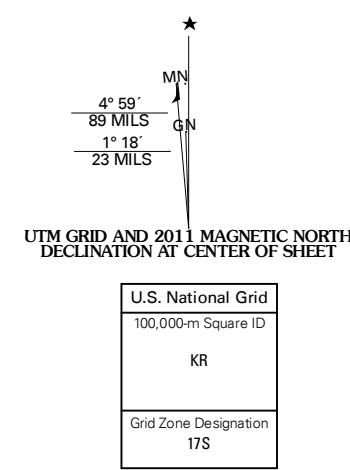 MN
4° 59´
89 MILS
GN
1° 18´
23 MILS
UTM GRID AND 2011 MAGNETIC NORTH
DECLINATION AT CENTER OF SHEET
U.S. National Grid
100,000-m Square ID
KR
Grid Zone Designation
17S